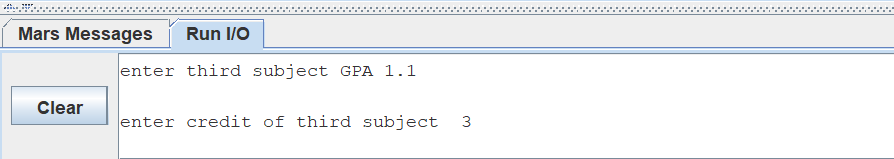 Mars Messages Run I/O
enter third subject GPA 1.1
Clear
enter credit of third subject  3